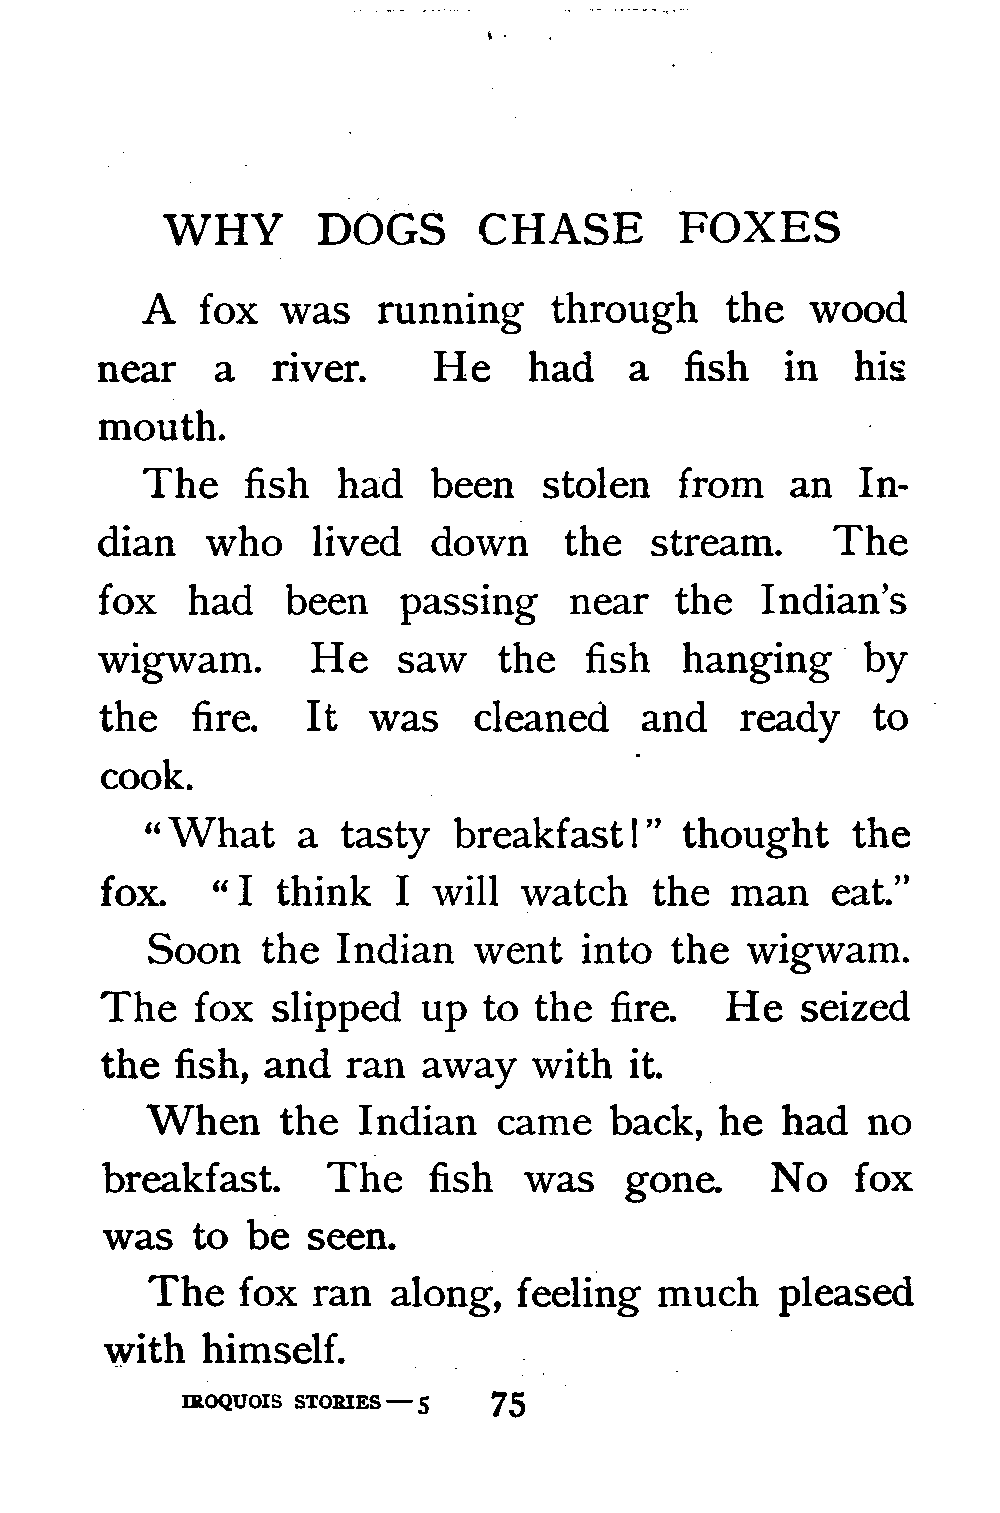 WHY DOGS CHASE FOXES
A fox was running through the wood
near a river. He had a fish in his
mouth.
The fish had been stolen from an In-
dian who lived down the stream. The
fox had been passing near the Indian's
wigwam. He saw the fish hanging by
the fire. It was cleaned and ready to
cook.
"What a tasty breakfast!" thought the
fox. "I think I will watch the man eat."
Soon the Indian went into the wigwam.
The fox slipped up to the fire. He seized
the fish, and ran away with it.
When the Indian came back, he had no
breakfast. The fish was gone. No fox
was to be seen.
The fox ran along, feeling much pleased
with himself.
IROQUOIS STORIES—5 75